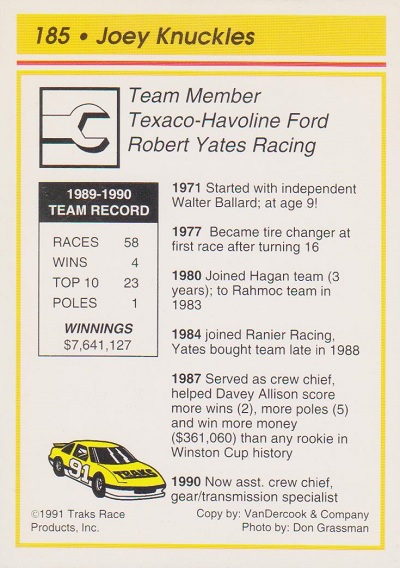 185 • Joey Knuckles
Team Member
Texaco-Havoline Ford
Robert Yates Racing
1989-1990
TEAM RECORD
RACES 58
WINS 4
TOP 10 23
POLES 1
WINNINGS
$7,641,127
1971 Started with independent
Walter Ballard; at age 9!
1977 Became tire changer at
first race after turning 16
1980 Joined Hagan team (3
years); to Rahmoc team in
1983
1984 joined Ranier Racing,
Yates bought team late in 1988
1987 Served as crew chief,
helped Davey Allison score
more wins (2), more poles (5)
and win more money
($361,060) than any rookie in
Winston Cup history
1990 Now asst. crew chief,
gear/transmission specialist
91
11
TRAKS
©1991 Traks Race
Products, Inc.
Copy by: VanDercook & Company
Photo by: Don Grassman